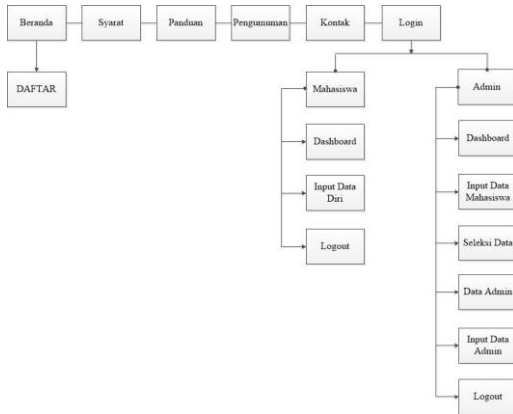 Beranda
Syarat
Panduan
Pengumuman
Kontak
Login
DAFTAR
Mahasiswa
Dashboard
Input Data
Diri
Logout
Admin
Dashboard
Input Data
Mahasiswa
Seleksi Data
Data Admin
Input Data
Admin
Logout